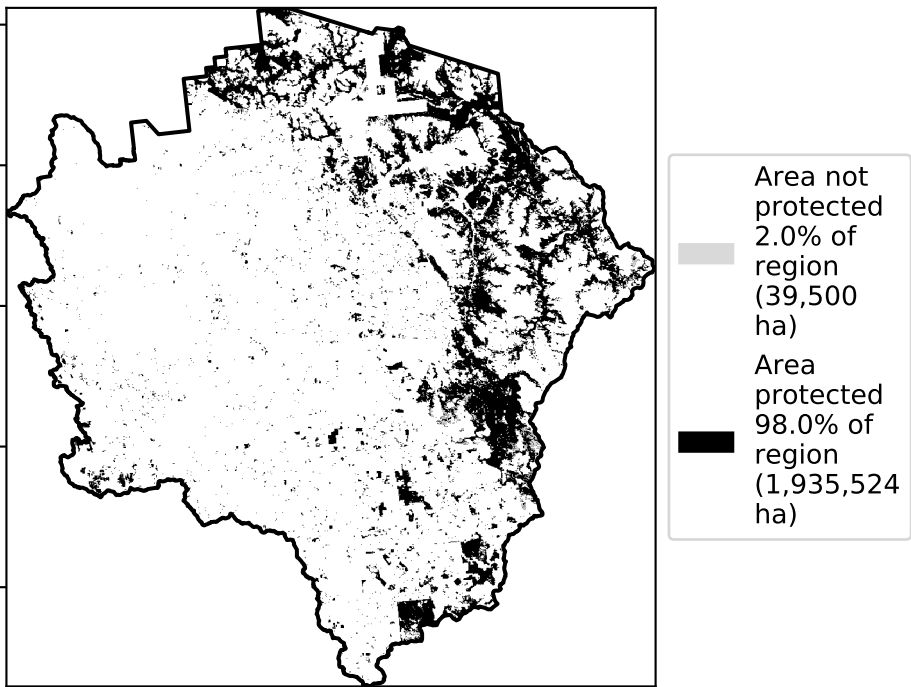 Area not
protected
2.0% of
region
(39,500
ha)
Area
protected
98.0% of
region
(1,935,524
ha)